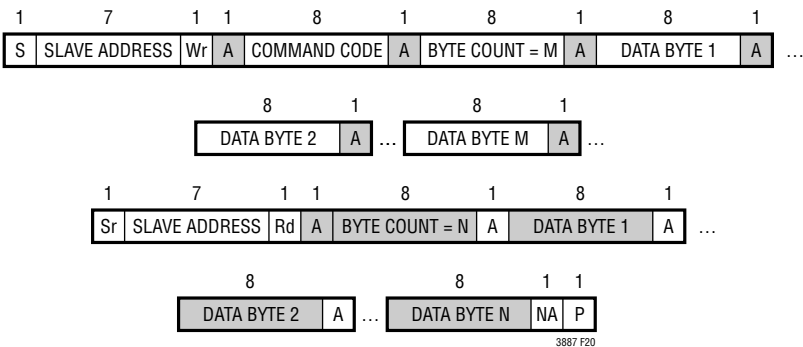 1 7 1 1 8 1 8 1 8 1
S SLAVE ADDRESS Wr A COMMAND CODE A BYTE COUNT = M A DATA BYTE 1 A …
8 1 8 1
DATA BYTE 2 A … DATA BYTE M A …
1 7 1 1 8 1 8 1
Sr SLAVE ADDRESS Rd A BYTE COUNT = N A DATA BYTE 1 A …
8 1 8 1 1
DATA BYTE 2 A … DATA BYTE N NA P
3887 F20